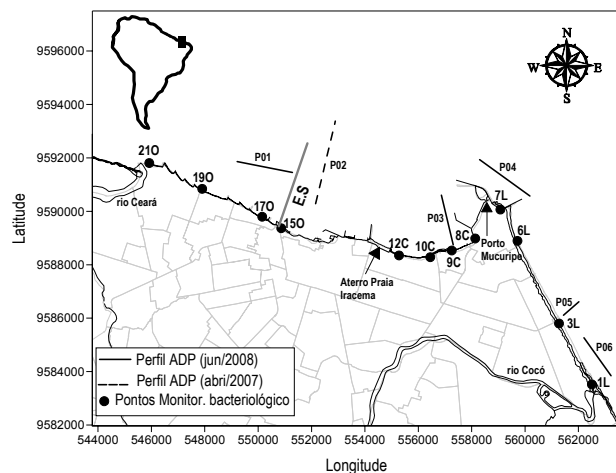 9596000
9594000
9592000
9590000
9588000
9586000
9584000
9582000
Latitude
N
W
E
S
21O
19O
P01
E.S
P02
P04
7L
rio Ceará
17O
15O
P03
8C
6L
12C
10C
9C
Porto
Mucuripe
Aterro Praia
Iracema
P05
3L
P06
Perfil ADP (jun/2008)
Perfil ADP (abri/2007)
Pontos Monitor. bacteriológico
rio Cocó
1L
544000
546000
548000
550000
552000
554000
556000
558000
560000
562000
Longitude